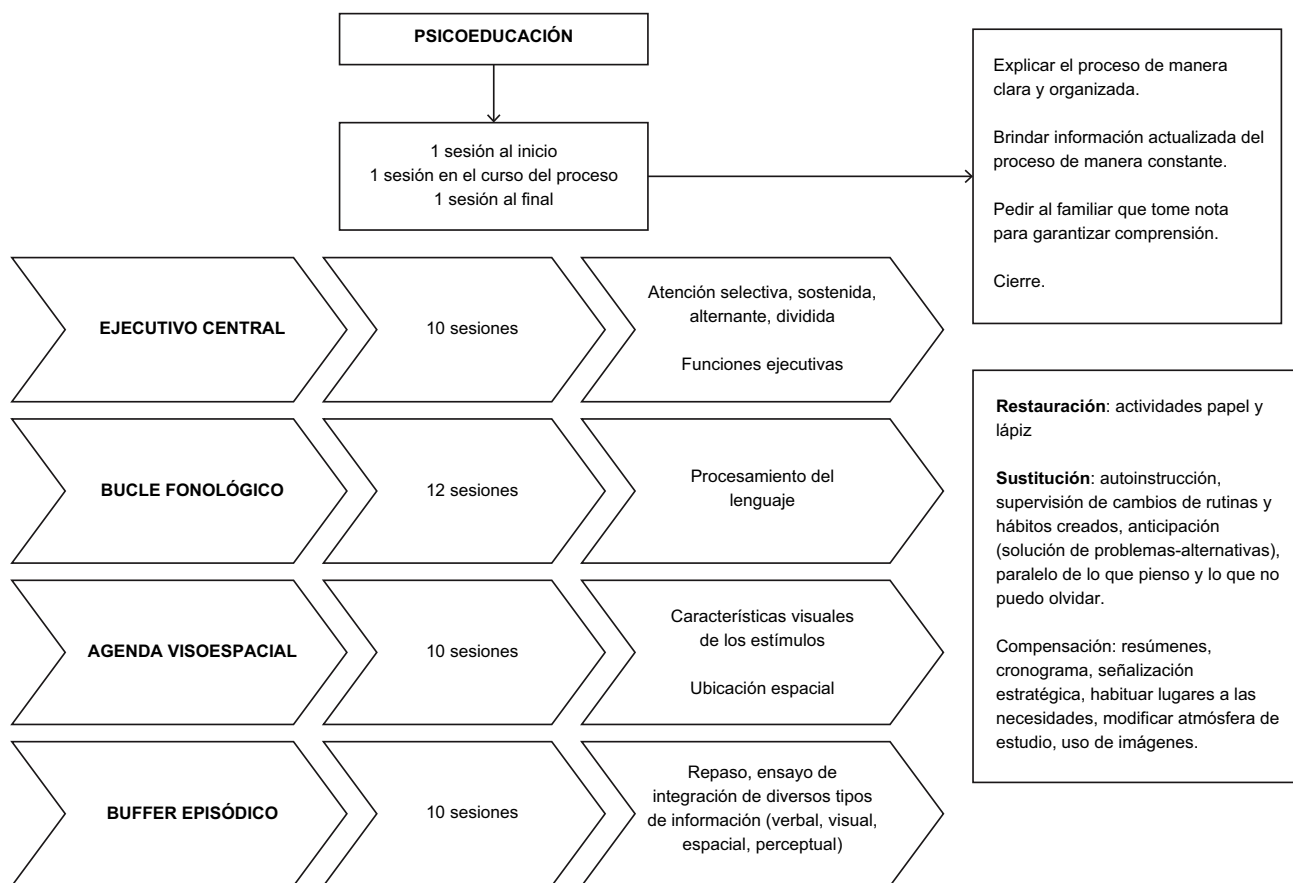 PSICOEDUCACIÓN
1 sesión al inicio
1 sesión en el curso del proceso
1 sesión al final
Explicar el proceso de manera
clara y organizada.
Brindar información actualizada del
proceso de manera constante.
Pedir al familiar que tome nota
para garantizar comprensión.
Cierre.
EJECUTIVO CENTRAL
10 sesiones
Atención selectiva, sostenida,
alternante, dividida
Funciones ejecutivas
BUCLE FONOLÓGICO
12 sesiones
Procesamiento del
lenguaje
AGENDA VISOESPACIAL
10 sesiones
Características visuales
de los estímulos
Ubicación espacial
BUFFER EPISÓDICO
10 sesiones
Repaso, ensayo de
integración de diversos tipos
de información (verbal, visual,
espacial, perceptual)
Restauración: actividades papel y
lápiz
Sustitución: autoinstrucción,
supervisión de cambios de rutinas y
hábitos creados, anticipación
(solución de problemas-alternativas),
paralelo de lo que pienso y lo que no
puedo olvidar.
Compensación: resúmenes,
cronograma, señalización
estratégica, habituar lugares a las
necesidades, modificar atmósfera de
estudio, uso de imágenes.